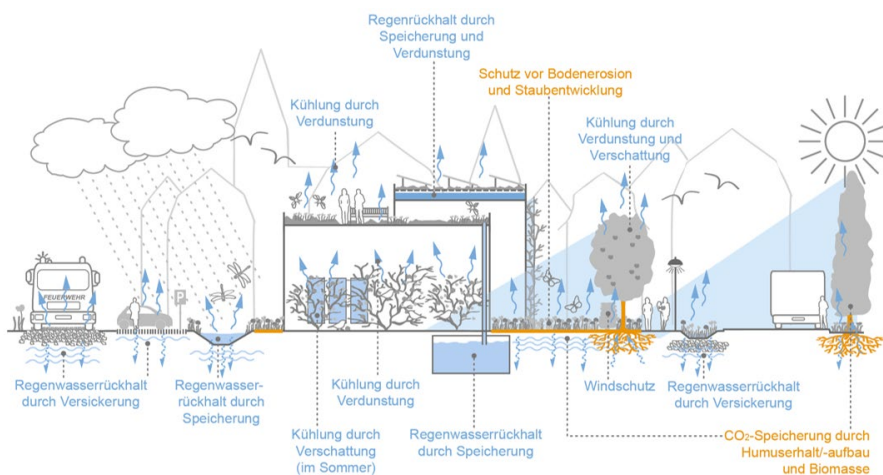 Regenrückhalt durch
Speicherung und
Verdunstung
Schutz vor Bodenerosion
und Staubentwicklung
Kühlung durch
Verdunstung
Kühlung durch
Verdunstung und
Verschattung
FEUERWEHR
P
Regenwasserrückhalt
durch Versickerung
Regenwasser-
rückhalt durch
Speicherung
Kühlung durch
Verdunstung
Windschutz
Regenwasserrückhalt
durch Versickerung
Kühlung durch
Verschattung
(im Sommer)
Regenwasserrückhalt
durch Speicherung
CO₂-Speicherung durch
Humuserhalt/-aufbau
und Biomasse